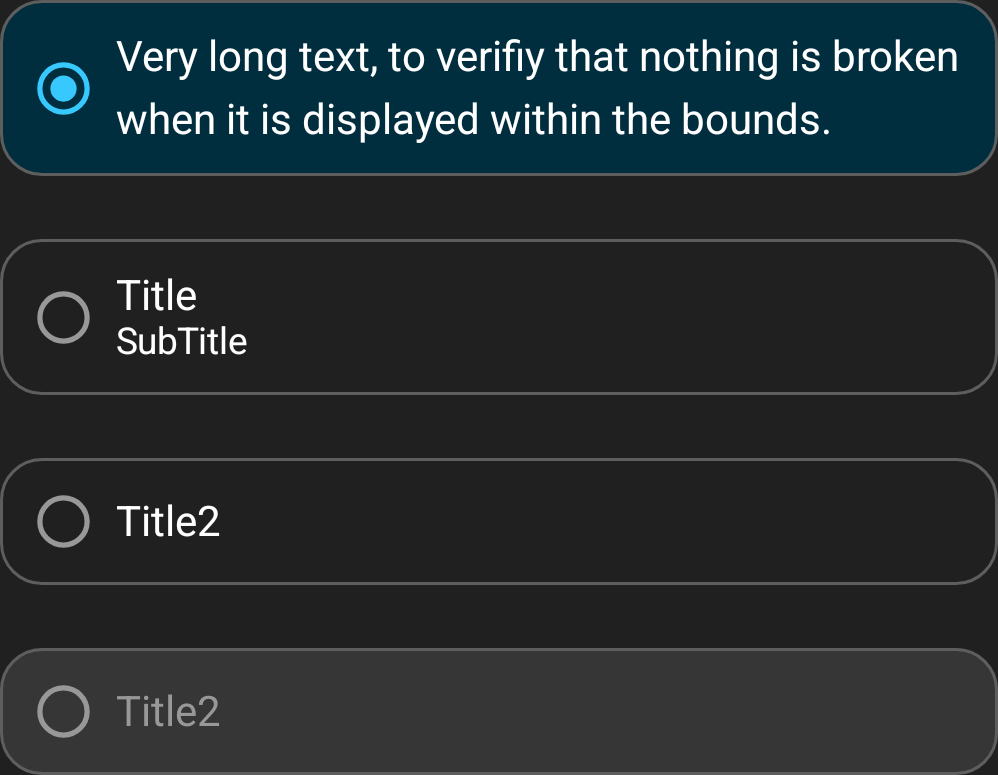 Very long text, to verifiy that nothing is broken
when it is displayed within the bounds.
Title
SubTitle
Title2
Title2